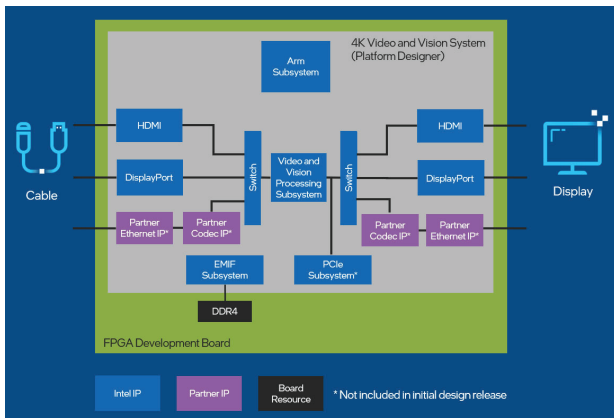 4K Video and Vision System
(Platform Designer)
Arm
Subsystem
HDMI
HDMI
Switch
Video and
Vision
Processing
Subsystem
Switch
DisplayPort
DisplayPort
Cable
Display
Partner
Ethernet IP*
Partner
Codec IP*
Partner
Codec IP*
Partner
Ethernet IP*
EMIF
Subsystem
PCIe
Subsystem*
DDR4
FPGA Development Board
Intel IP
Partner IP
Board
Resource
* Not included in initial design release